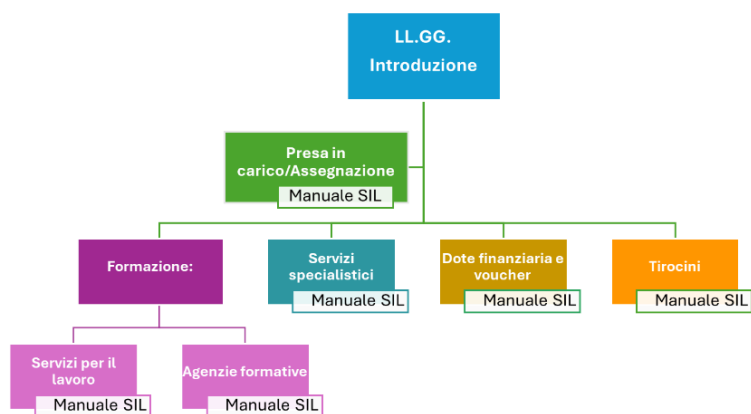 LL.GG.
Introduzione
Presa in
carico/Assegnazione
Manuale SIL
Formazione:
Servizi
specialistici
Manuale SIL
Dote finanziaria e
voucher
Manuale SIL
Tirocini
Manuale SIL
Servizi per il
lavoro
Manuale SIL
Agenzie formative
Manuale SIL